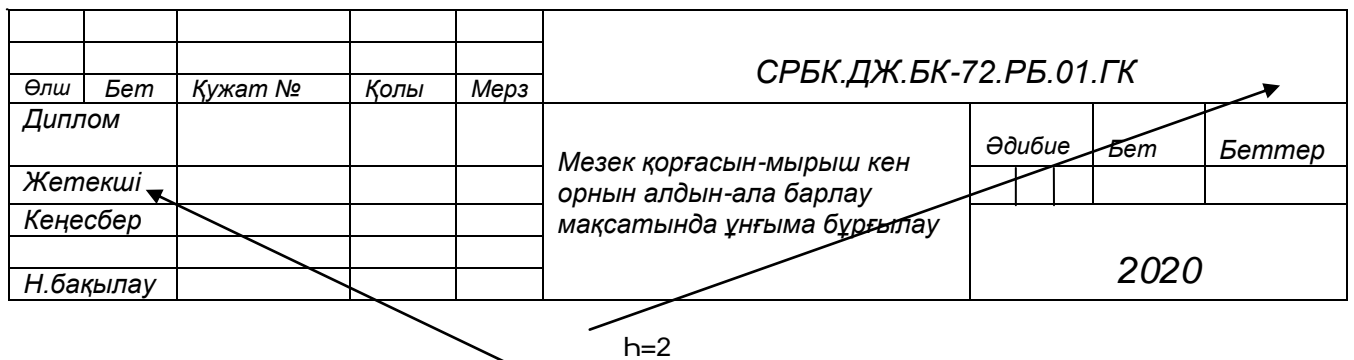 СРБК.ДЖ.БК-72.РБ.01.ГК
Өлш Бет Құжат № Қолы Мерз
Диплом
Жетекші
Кеңесбер
Н.бақылау
Мезек қорғасын-мырыш кен
орнын алдын-ала барлау
мақсатында ұнғыма бұрғылау
Әдибие Бет Беттер
2020
һ=2